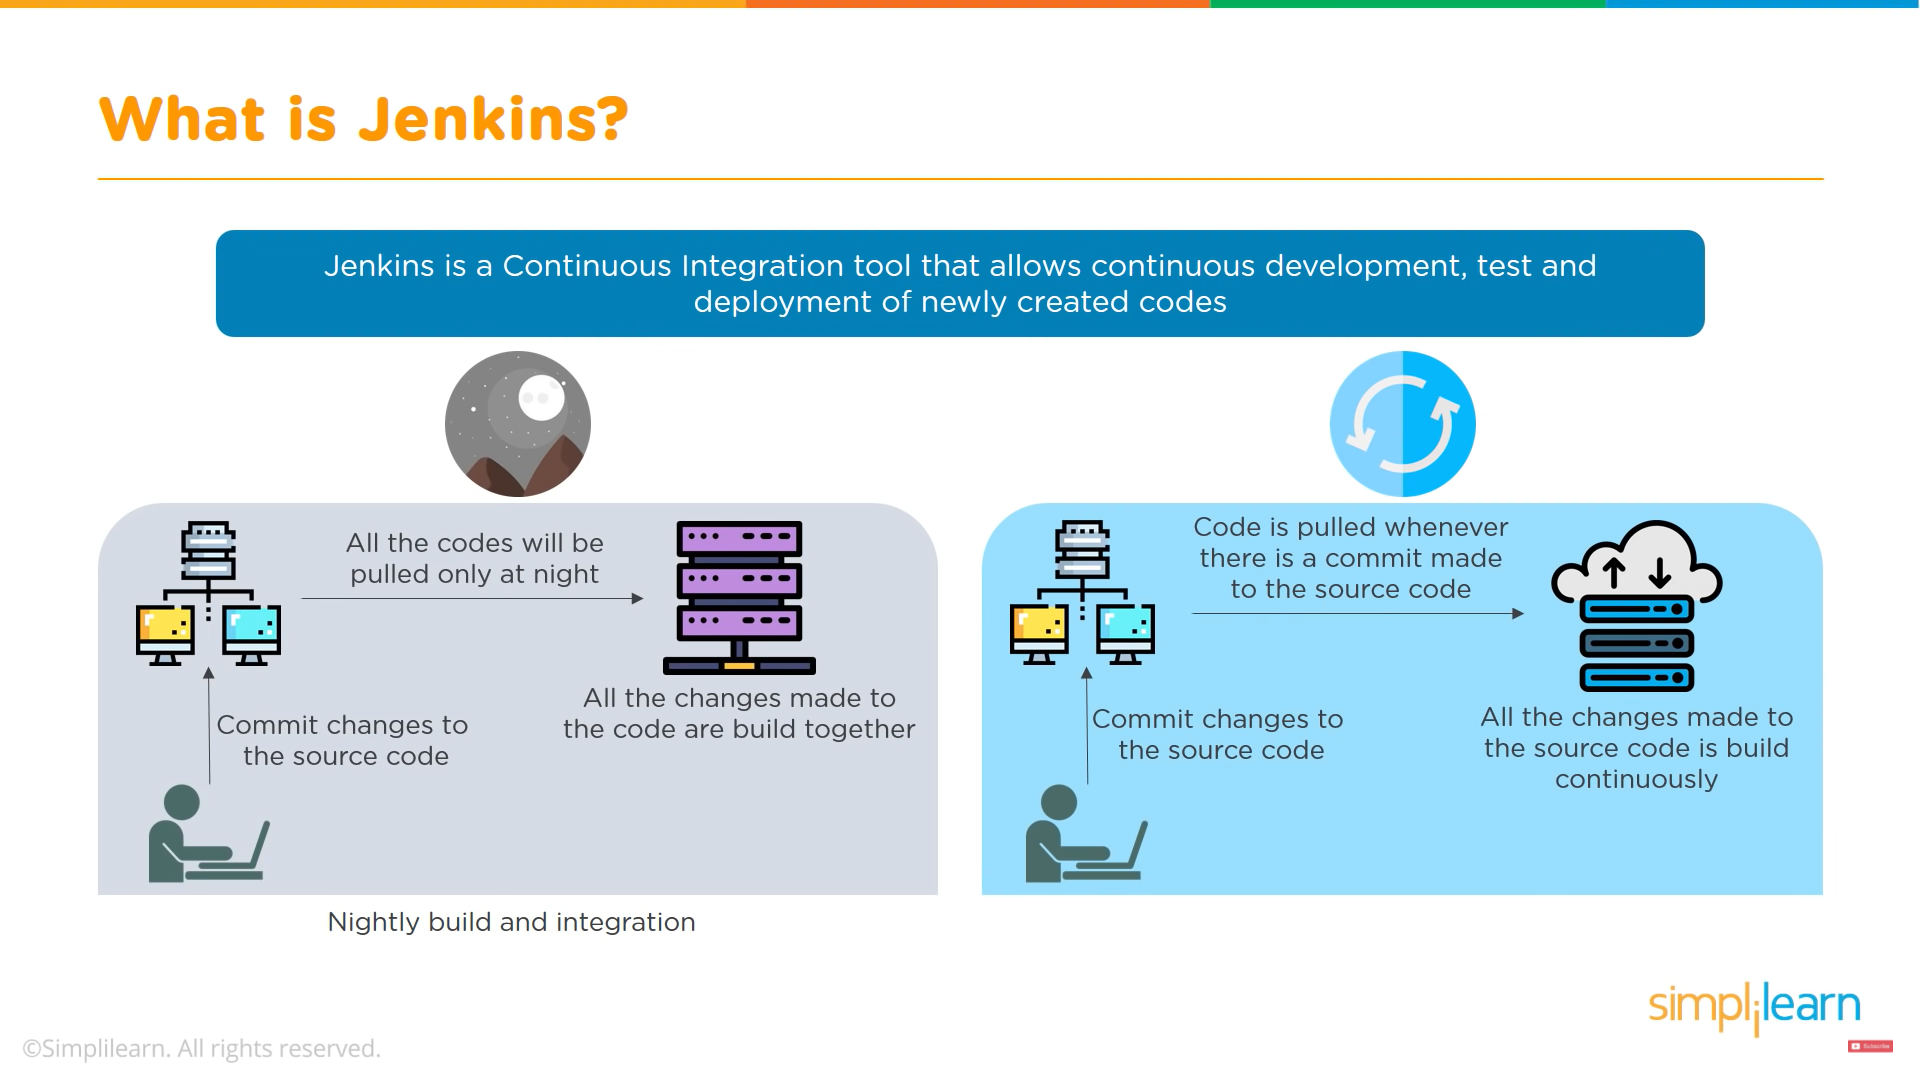 What is Jenkins?
Jenkins is a Continuous Integration tool that allows continuous development, test and
deployment of newly created codes
All the codes will be
pulled only at night
All the changes made to
the code are build together
Commit changes to
the source code
Nightly build and integration
Code is pulled whenever
there is a commit made
to the source code
All the changes made to
the source code is build
continuously
Commit changes to
the source code
simplilearn
Subscribe
©Simplilearn. All rights reserved.